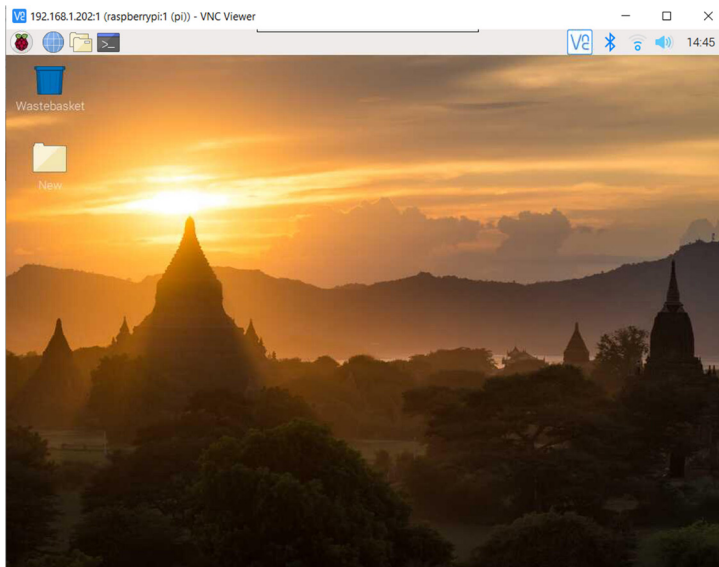 192.168.1.202:1 (raspberrypi:1 (pi)) - VNC Viewer
14:45
Wastebasket
New